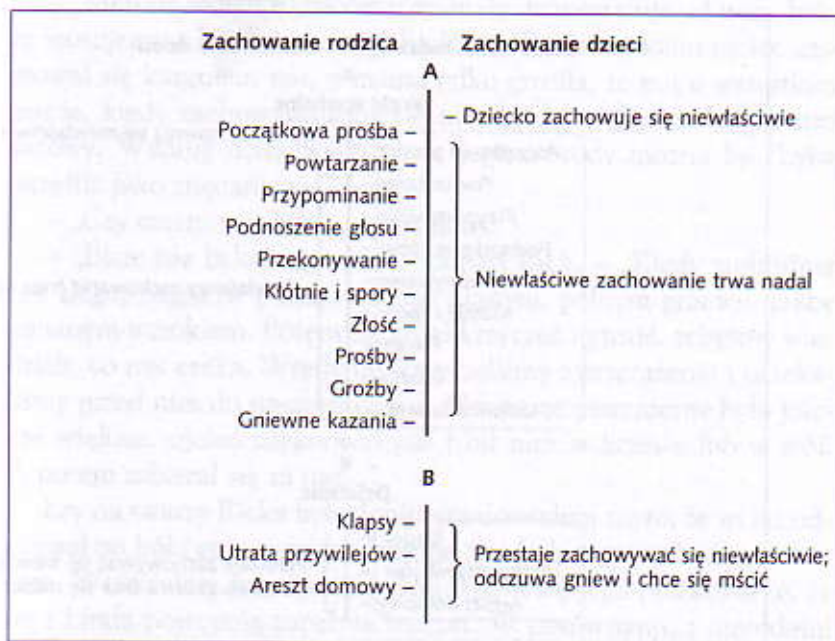 Zachowanie rodzica Zachowanie dzieci
A
– Dziecko zachowuje się niewłaściwie
Początkowa prośba –
Powtarzanie –
Przypominanie –
Podnoszenie głosu –
Przekonywanie –
Niewłaściwe zachowanie trwa nadal
Kłótnie i spory –
Złość –
Prośby –
Groźby –
Gniewne kazania –
B
Klapsy –
Utrata przywilejów –
Przestaje zachowywać się niewłaściwie;
odczuwa gniew i chce się mścić
Areszt domowy –